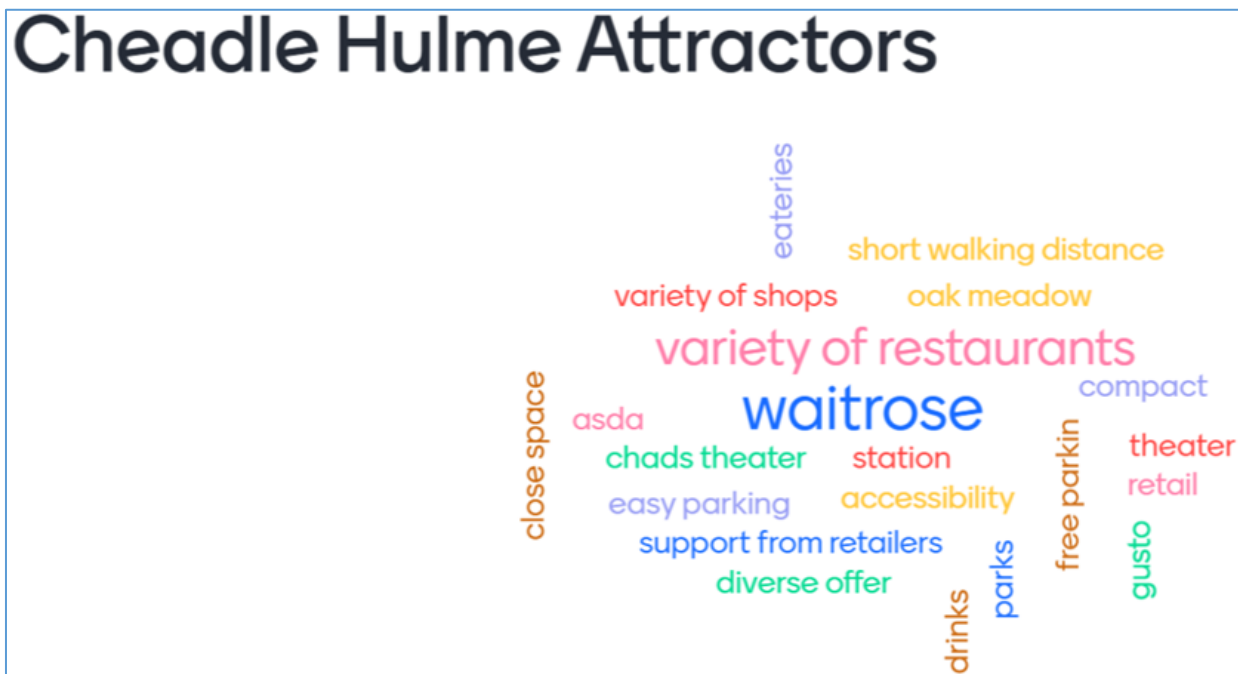 Cheadle Hulme Attractors
eateries
short walking distance
variety of shops
oak meadow
variety of restaurants
compact
close space
asda
waitrose
free parkin
theater
chads theater
station
retail
easy parking
accessibility
gusto
support from retailers
parks
diverse offer
drinks